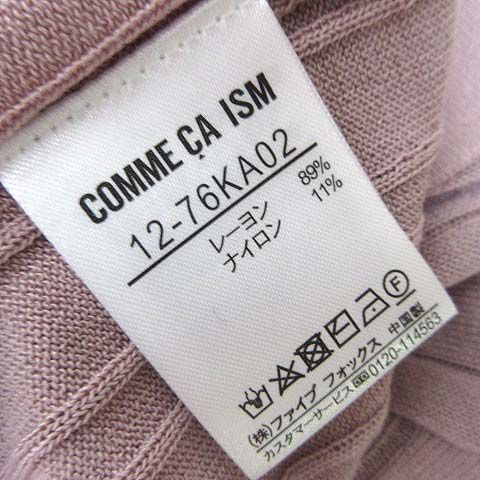 COMME ÇA ISM
12-76KA02
レーヨン 89%
ナイロン 11%
(株)ファイブ フォックス 中国製
カスタマーサービス 0120-114563